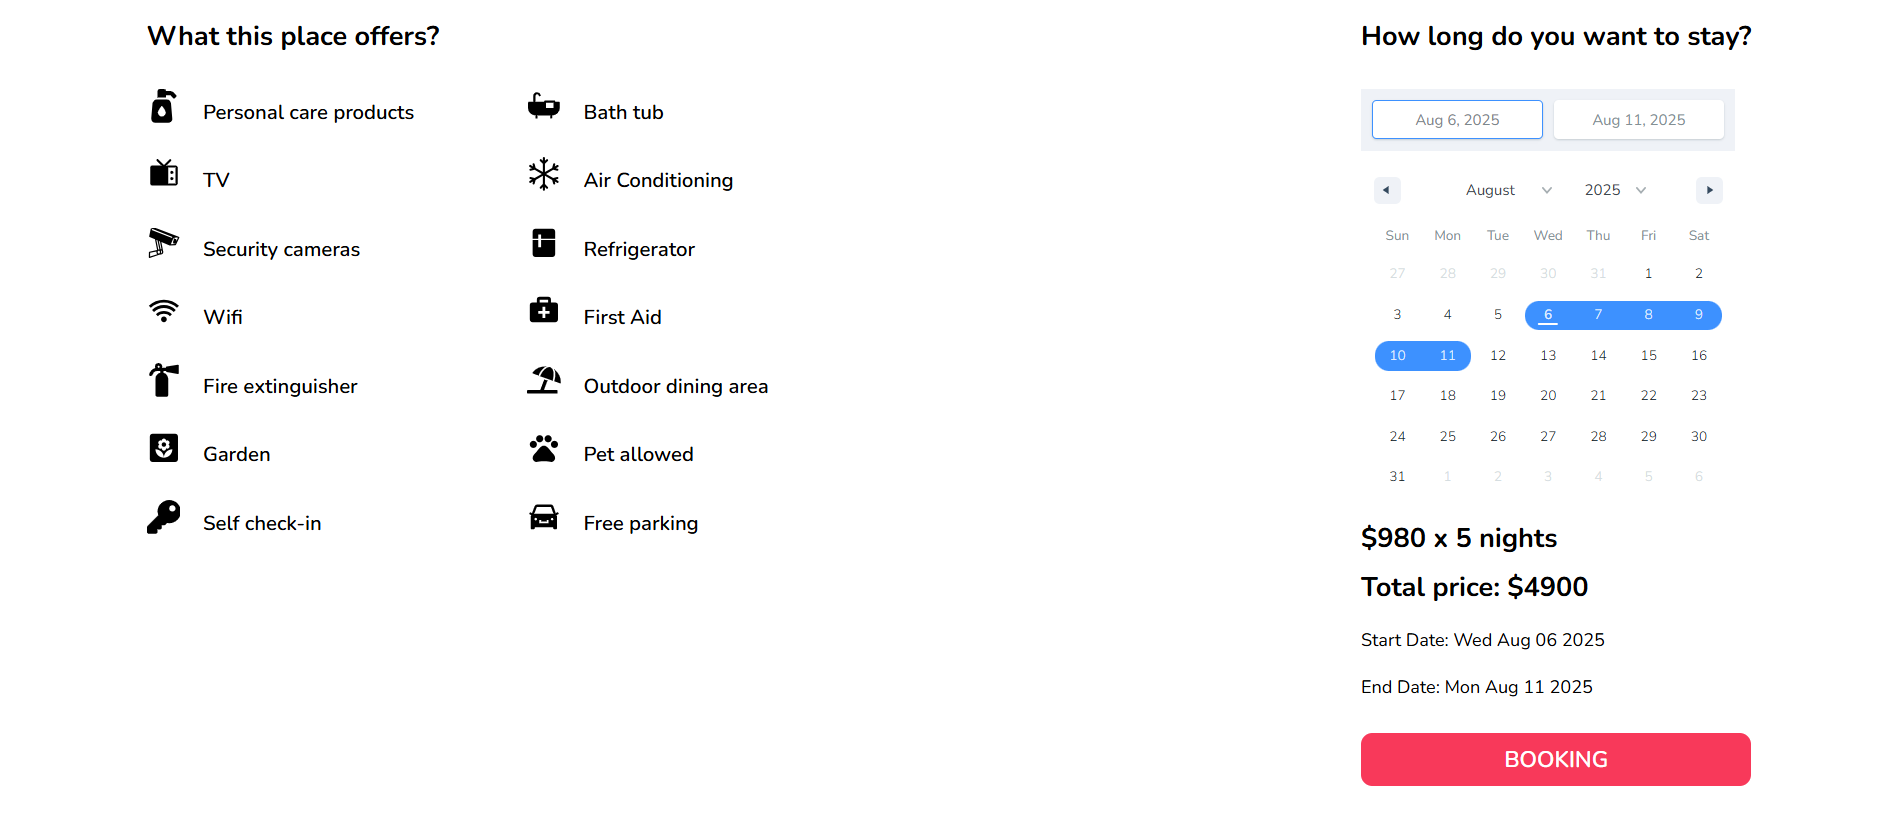 What this place offers?
Personal care products
Bath tub
TV
Air Conditioning
Security cameras
Refrigerator
Wifi
First Aid
Fire extinguisher
Outdoor dining area
Garden
Pet allowed
Self check-in
Free parking
How long do you want to stay?
Aug 6, 2025 Aug 11, 2025
August 2025
Sun Mon Tue Wed Thu Fri Sat
27 28 29 30 31 1 2
3 4 5 6 7 8 9
10 11 12 13 14 15 16
17 18 19 20 21 22 23
24 25 26 27 28 29 30
31 1 2 3 4 5 6
$980 x 5 nights
Total price: $4900
Start Date: Wed Aug 06 2025
End Date: Mon Aug 11 2025
BOOKING